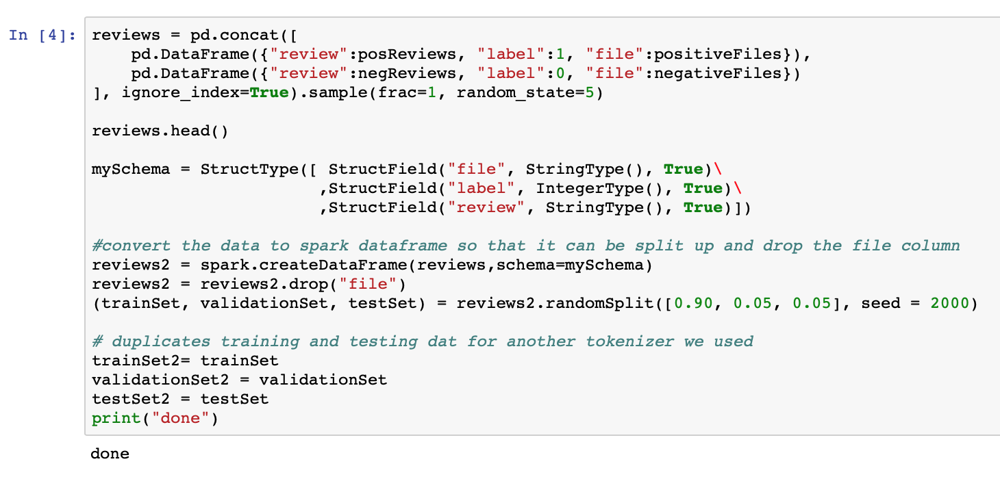 In [4]: reviews = pd.concat([
    pd.DataFrame({"review":posReviews, "label":1, "file":positiveFiles}),
    pd.DataFrame({"review":negReviews, "label":0, "file":negativeFiles})
], ignore_index=True).sample(frac=1, random_state=5)

reviews.head()

mySchema = StructType([ StructField("file", StringType(), True)\
                       ,StructField("label", IntegerType(), True)\
                       ,StructField("review", StringType(), True)])

#convert the data to spark dataframe so that it can be split up and drop the file column
reviews2 = spark.createDataFrame(reviews,schema=mySchema)
reviews2 = reviews2.drop("file")
(trainSet, validationSet, testSet) = reviews2.randomSplit([0.90, 0.05, 0.05], seed = 2000)

# duplicates training and testing dat for another tokenizer we used
trainSet2= trainSet
validationSet2 = validationSet
testSet2 = testSet
print("done")
done